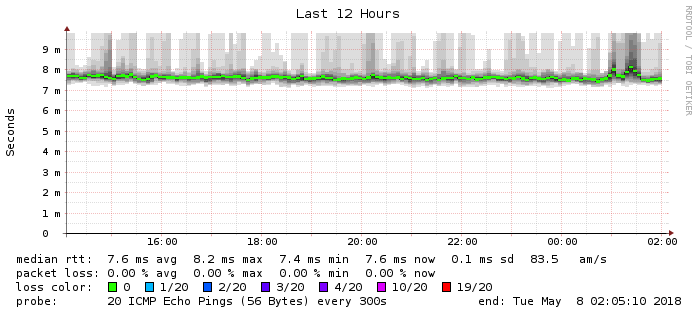 Last 12 Hours
RRDTOOL / TOBI OETIKER
Seconds
9 m
8 m
7 m
6 m
5 m
4 m
3 m
2 m
1 m
0
16:00 18:00 20:00 22:00 00:00 02:00
median rtt: 7.6 ms avg 8.2 ms max 7.4 ms min 7.6 ms now 0.1 ms sd 83.5 am/s
packet loss: 0.00 % avg 0.00 % max 0.00 % min 0.00 % now
loss color: 0 1/20 2/20 3/20 4/20 10/20 19/20
probe: 20 ICMP Echo Pings (56 Bytes) every 300s end: Tue May 8 02:05:10 2018